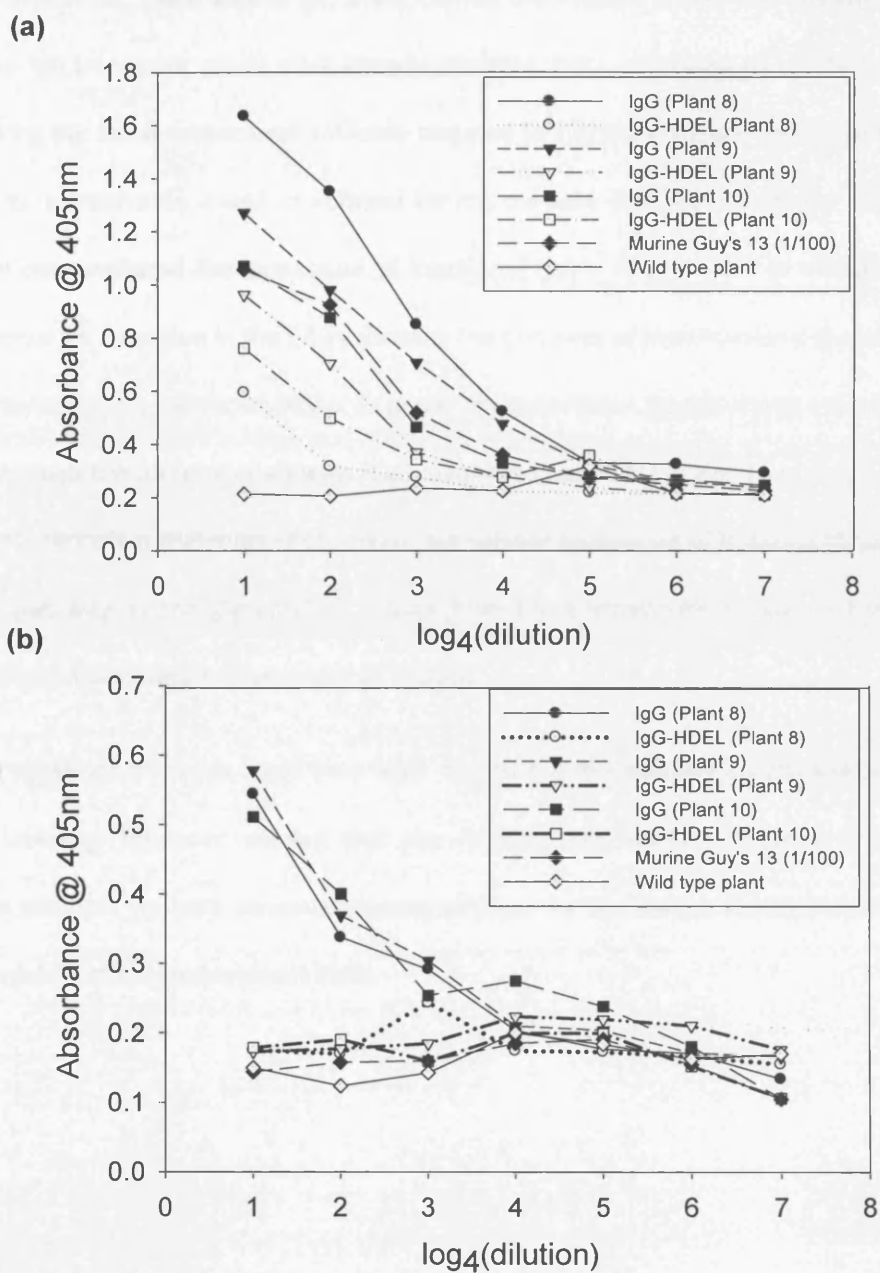 (a)
1.8
1.6
1.4
1.2
1.0
0.8
0.6
0.4
0.2
0.0
Absorbance @ 405nm
IgG (Plant 8)
IgG-HDEL (Plant 8)
IgG (Plant 9)
IgG-HDEL (Plant 9)
IgG (Plant 10)
IgG-HDEL (Plant 10)
Murine Guy's 13 (1/100)
Wild type plant
0 1 2 3 4 5 6 7 8
log4(dilution)
(b)
0.7
0.6
0.5
0.4
0.3
0.2
0.1
0.0
Absorbance @ 405nm
IgG (Plant 8)
IgG-HDEL (Plant 8)
IgG (Plant 9)
IgG-HDEL (Plant 9)
IgG (Plant 10)
IgG-HDEL (Plant 10)
Murine Guy's 13 (1/100)
Wild type plant
0 1 2 3 4 5 6 7 8
log4(dilution)